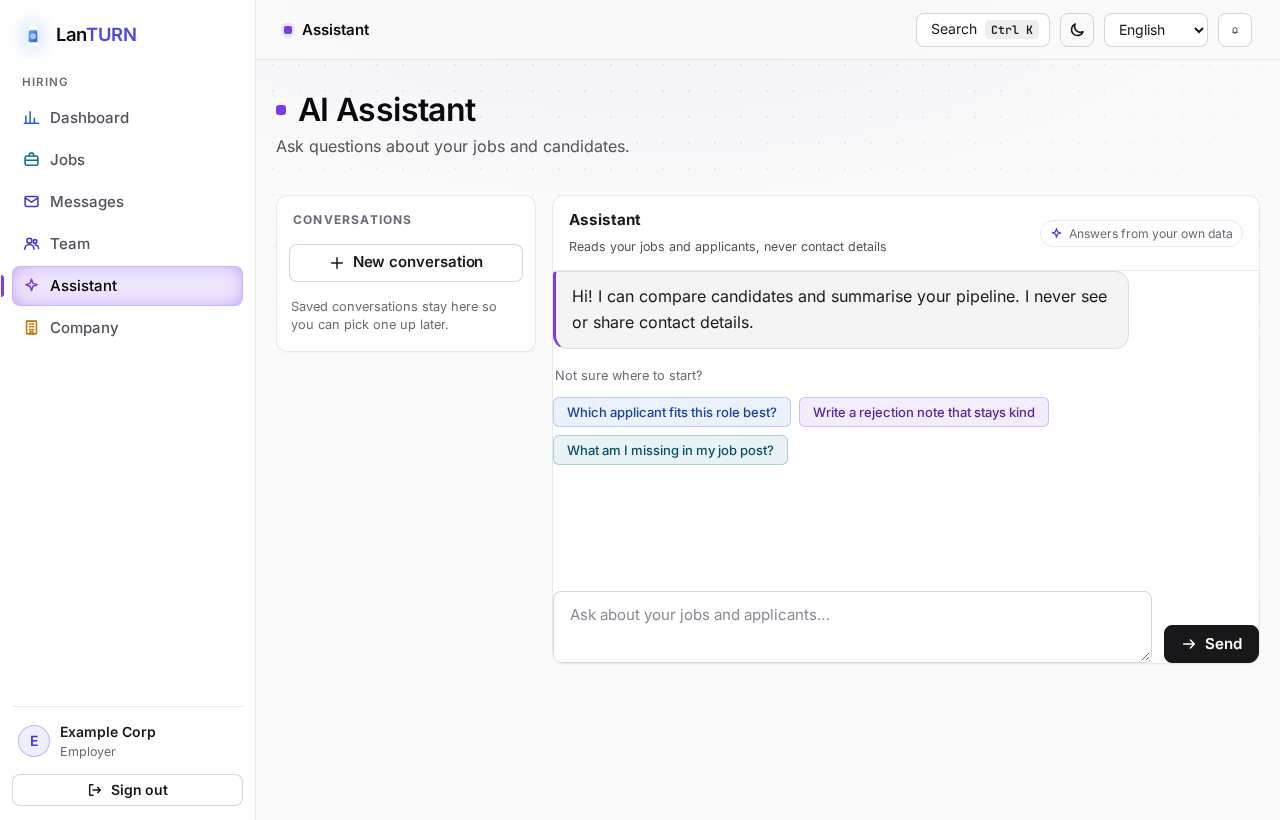 LanTURN
HIRING
Dashboard
Jobs
Messages
Team
Assistant
Company
Example Corp
E
Employer
Sign out
Assistant
Search Ctrl K
English
AI Assistant
Ask questions about your jobs and candidates.
CONVERSATIONS
New conversation
Saved conversations stay here so
you can pick one up later.
Assistant
Reads your jobs and applicants, never contact details
Answers from your own data
Hi! I can compare candidates and summarise your pipeline. I never see
or share contact details.
Not sure where to start?
Which applicant fits this role best?
Write a rejection note that stays kind
What am I missing in my job post?
Ask about your jobs and applicants...
Send